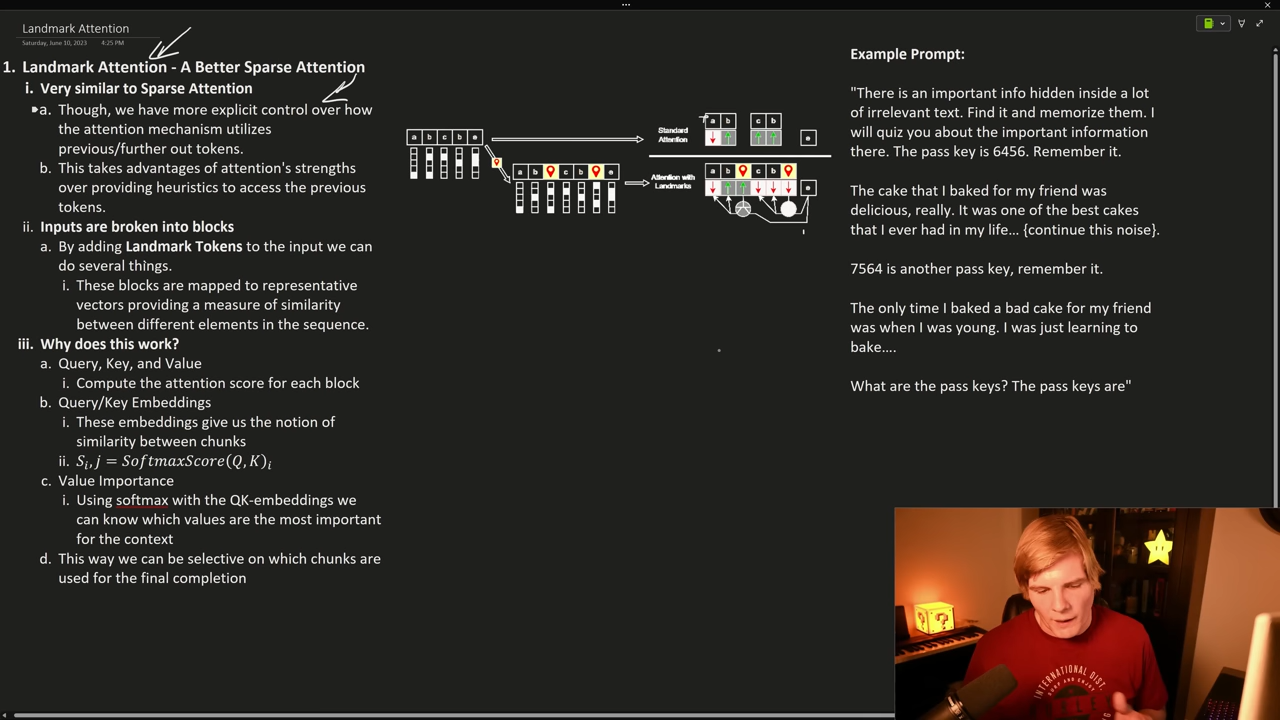 Landmark Attention
Saturday, June 10, 2023 4:25 PM
1. Landmark Attention - A Better Sparse Attention
i. Very similar to Sparse Attention
a. Though, we have more explicit control over how
the attention mechanism utilizes
previous/further out tokens.
b. This takes advantages of attention's strengths
over providing heuristics to access the previous
tokens.
ii. Inputs are broken into blocks
a. By adding Landmark Tokens to the input we can
do several things.
i. These blocks are mapped to representative
vectors providing a measure of similarity
between different elements in the sequence.
iii. Why does this work?
a. Query, Key, and Value
i. Compute the attention score for each block
b. Query/Key Embeddings
i. These embeddings give us the notion of
similarity between chunks
ii. S_i, j = SoftmaxScore(Q, K)_i
c. Value Importance
i. Using softmax with the QK-embeddings we
can know which values are the most important
for the context
d. This way we can be selective on which chunks are
used for the final completion
a b c b e
a b c b e
Standard
Attention
a b c b e
Attention with
Landmarks
a b c b e
Example Prompt:
"There is an important info hidden inside a lot
of irrelevant text. Find it and memorize them. I
will quiz you about the important information
there. The pass key is 6456. Remember it.
The cake that I baked for my friend was
delicious, really. It was one of the best cakes
that I ever had in my life... {continue this noise}.
7564 is another pass key, remember it.
The only time I baked a bad cake for my friend
was when I was young. I was just learning to
bake....
What are the pass keys? The pass keys are"
INTERNATIONAL DIST.
SURF AND ENJOY